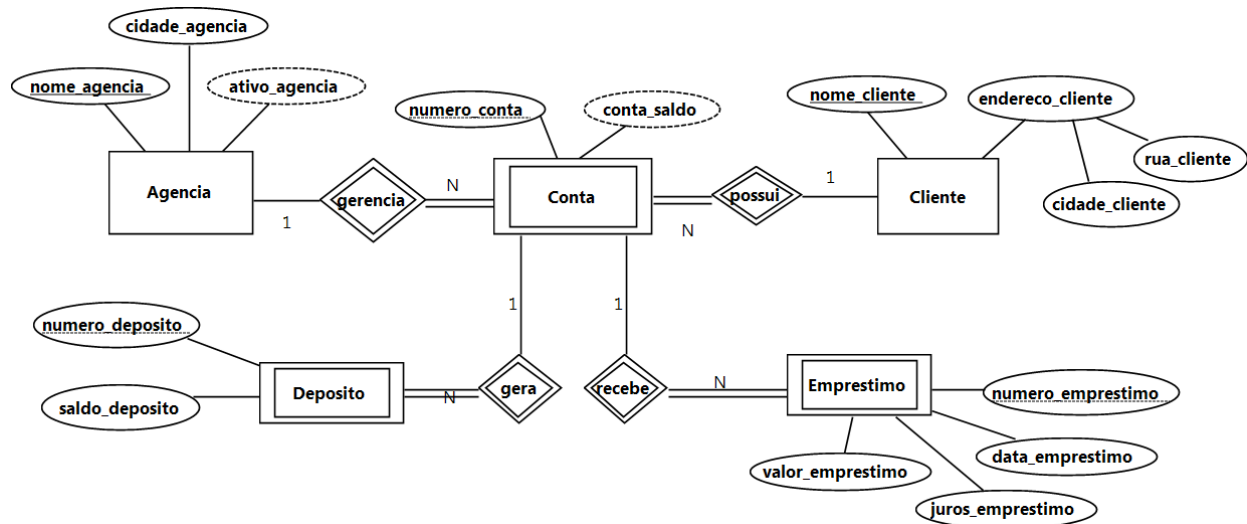 cidade_agencia
nome_agencia
ativo_agencia
numero_conta
conta_saldo
nome_cliente
endereco_cliente
rua_cliente
cidade_cliente
Agencia
1
gerencia
N
Conta
N
possui
1
Cliente
1
1
numero_deposito
saldo_deposito
Deposito
N
gera
recebe
N
Emprestimo
numero_emprestimo
data_emprestimo
valor_emprestimo
juros_emprestimo